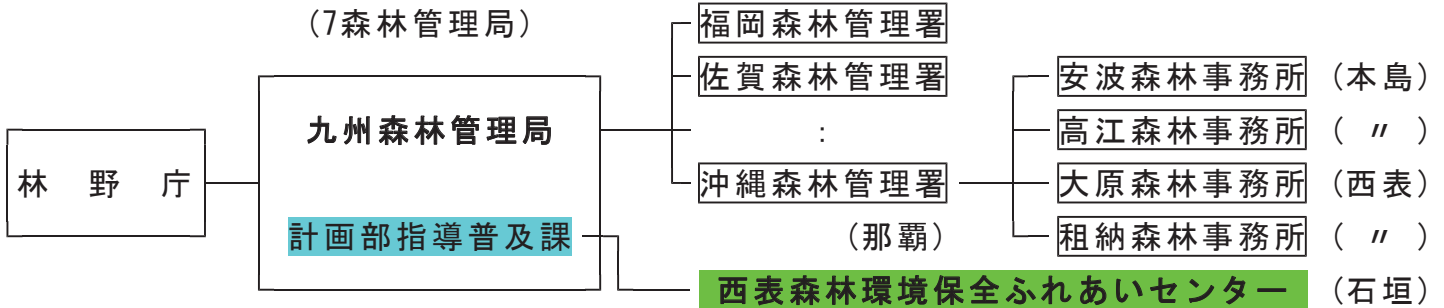 (7森林管理局)
福岡森林管理署
佐賀森林管理署
安波森林事務所 (本島)
九州森林管理局
:
高江森林事務所 ( 〃 )
林野庁
沖縄森林管理署
大原森林事務所 (西表)
計画部指導普及課
(那覇)
租納森林事務所 ( 〃 )
西表森林環境保全ふれあいセンター (石垣)